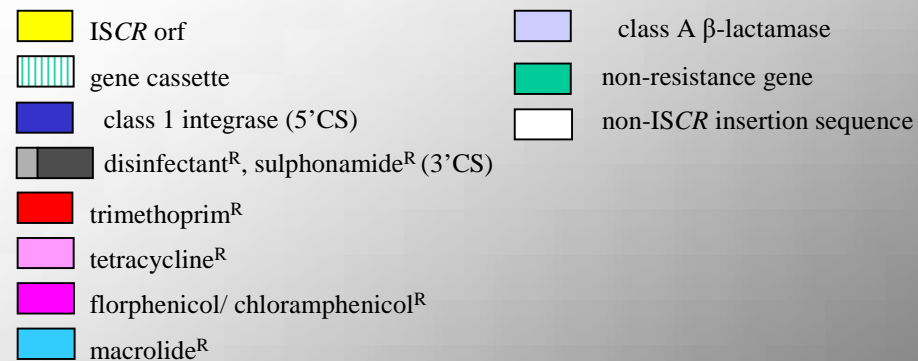 ISCR orf
gene cassette
class 1 integrase (5’CS)
disinfectantᴿ, sulphonamideᴿ (3’CS)
trimethoprimᴿ
tetracyclineᴿ
florphenicol/ chloramphenicolᴿ
macrolideᴿ
class A β-lactamase
non-resistance gene
non-ISCR insertion sequence